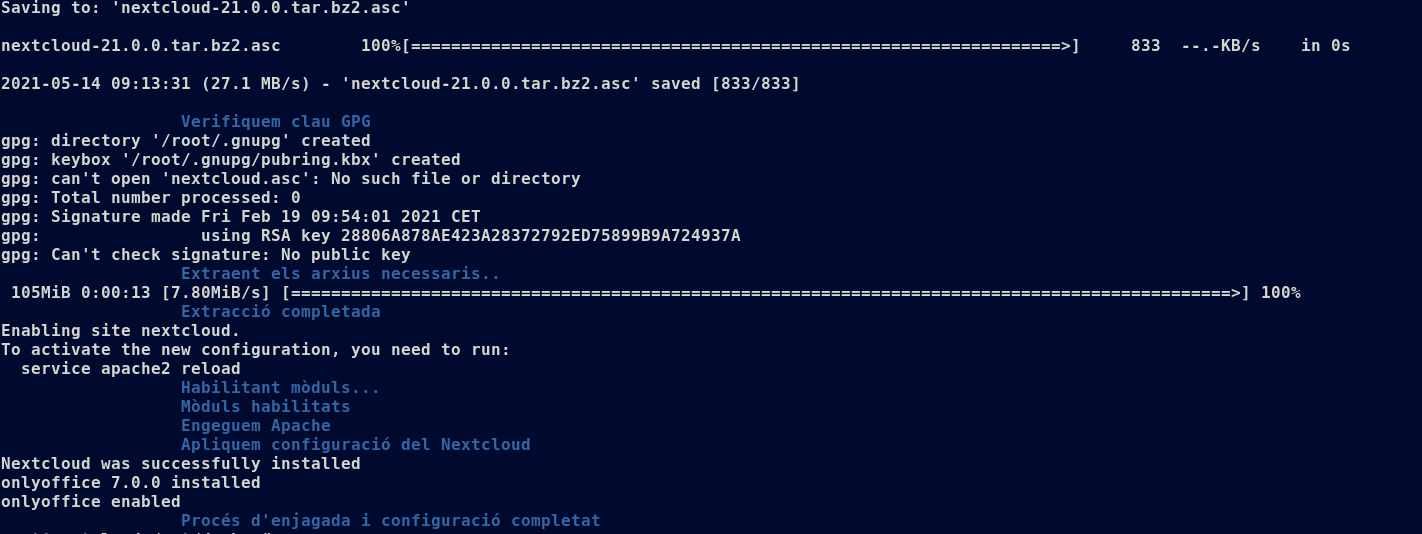 Saving to: 'nextcloud-21.0.0.tar.bz2.asc'
nextcloud-21.0.0.tar.bz2.asc        100%[=================================================================>]     833  --.-KB/s    in 0s
2021-05-14 09:13:31 (27.1 MB/s) - 'nextcloud-21.0.0.tar.bz2.asc' saved [833/833]
Verifiquem clau GPG
gpg: directory '/root/.gnupg' created
gpg: keybox '/root/.gnupg/pubring.kbx' created
gpg: can't open 'nextcloud.asc': No such file or directory
gpg: Total number processed: 0
gpg: Signature made Fri Feb 19 09:54:01 2021 CET
gpg:                using RSA key 28806A878AE423A28372792ED75899B9A724937A
gpg: Can't check signature: No public key
Extraent els arxius necessaris..
105MiB 0:00:13 [7.80MiB/s] [==============================================================================================>] 100%
Extracció completada
Enabling site nextcloud.
To activate the new configuration, you need to run:
service apache2 reload
Habilitant mòduls...
Mòduls habilitats
Engeguem Apache
Apliquem configuració del Nextcloud
Nextcloud was successfully installed
onlyoffice 7.0.0 installed
onlyoffice enabled
Procés d'enjagada i configuració completat